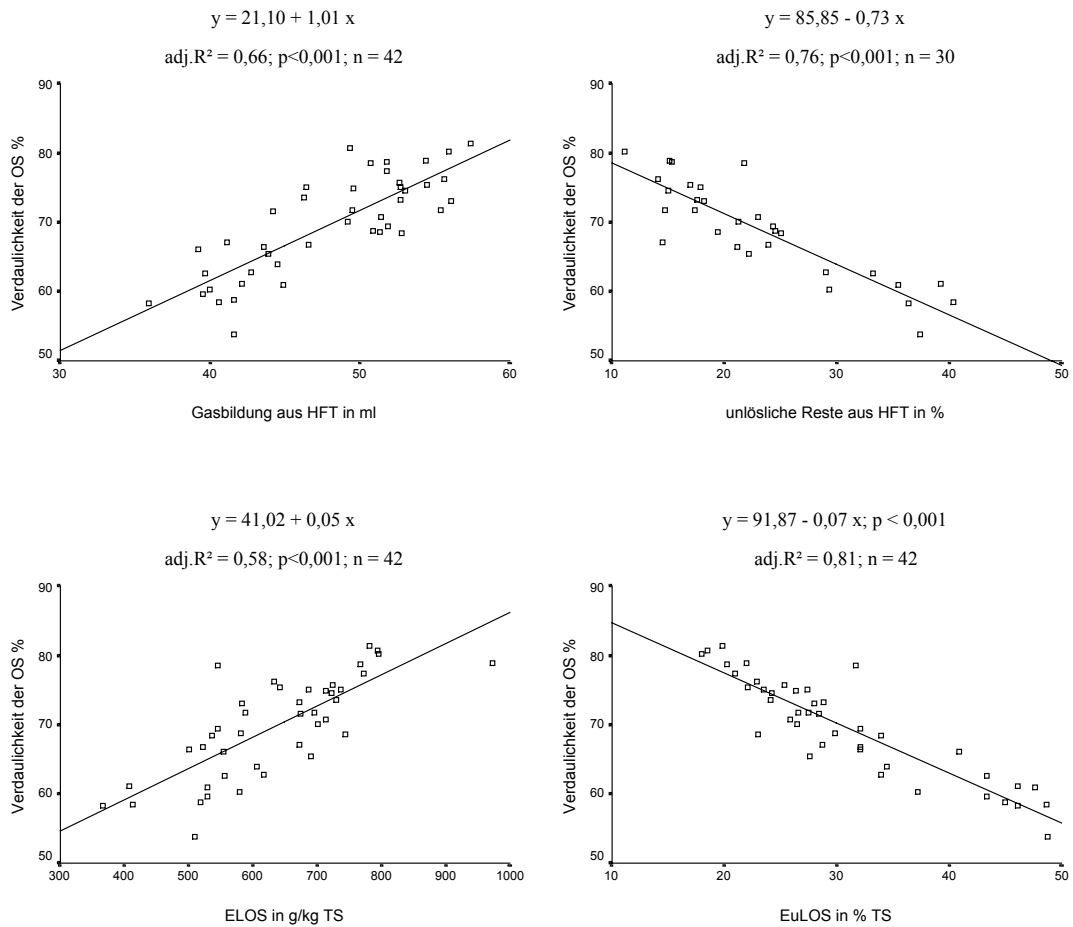 y = 21,10 + 1,01 x
adj.R² = 0,66; p<0,001; n = 42
90
80
70
60
50
30
40
50
60
Verdaulichkeit der OS %
Gasbildung aus HFT in ml
y = 85,85 - 0,73 x
adj.R² = 0,76; p<0,001; n = 30
90
80
70
60
50
10
20
30
40
50
Verdaulichkeit der OS %
unlösliche Reste aus HFT in %
y = 41,02 + 0,05 x
adj.R² = 0,58; p<0,001; n = 42
90
80
70
60
50
300
400
500
600
700
800
900
1000
Verdaulichkeit der OS %
ELOS in g/kg TS
y = 91,87 - 0,07 x; p < 0,001
adj.R² = 0,81; n = 42
90
80
70
60
50
10
20
30
40
50
Verdaulichkeit der OS %
EuLOS in % TS